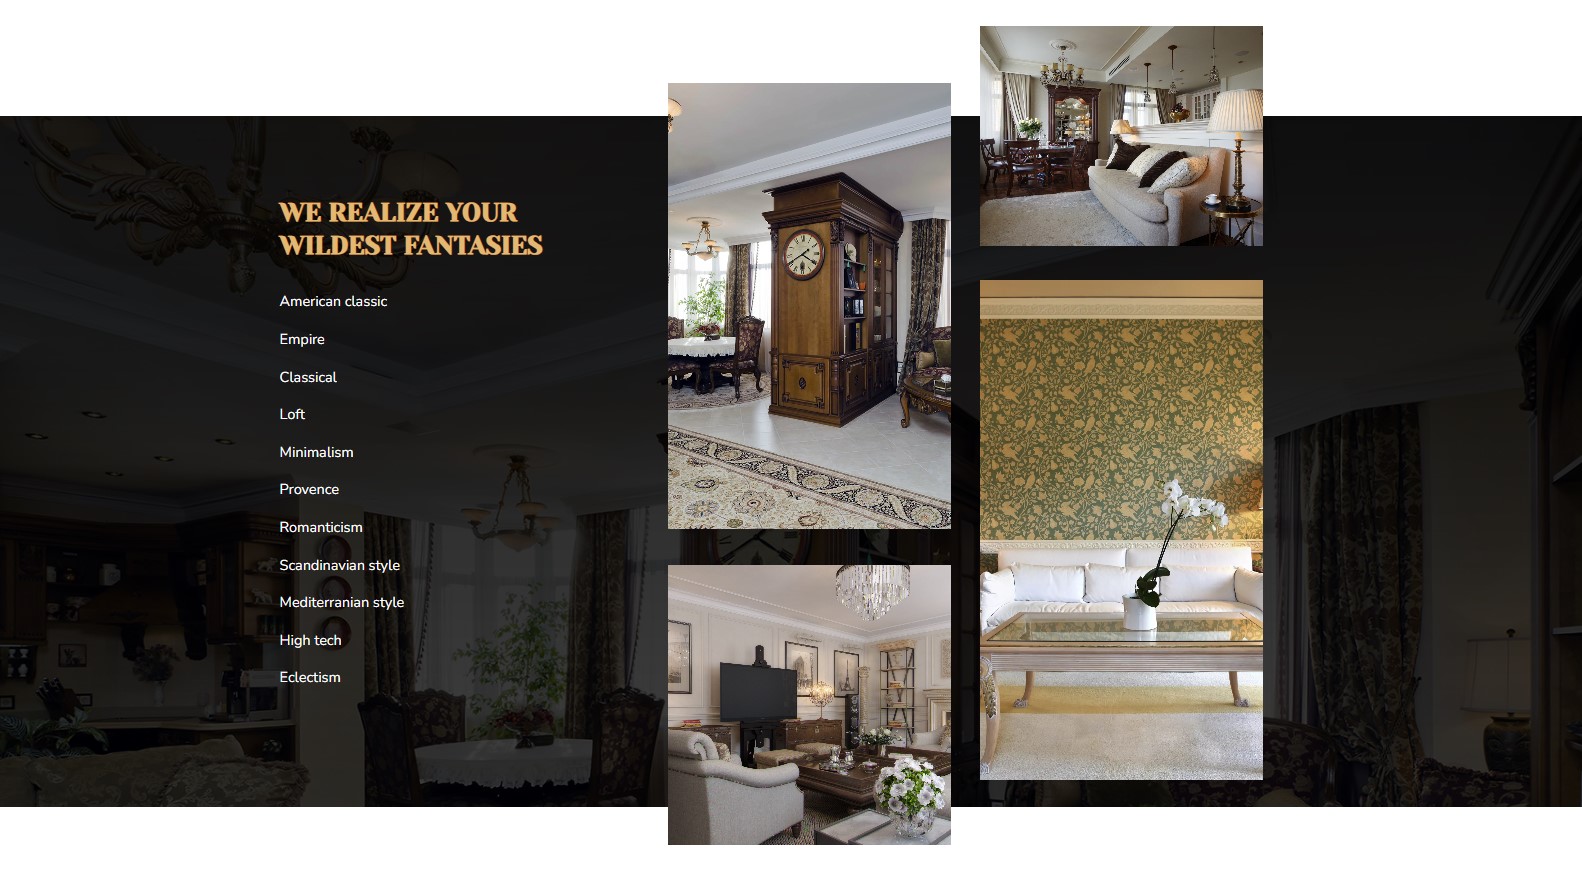 WE REALIZE YOUR
WILDEST FANTASIES
American classic
Empire
Classical
Loft
Minimalism
Provence
Romanticism
Scandinavian style
Mediterranian style
High tech
Eclectism